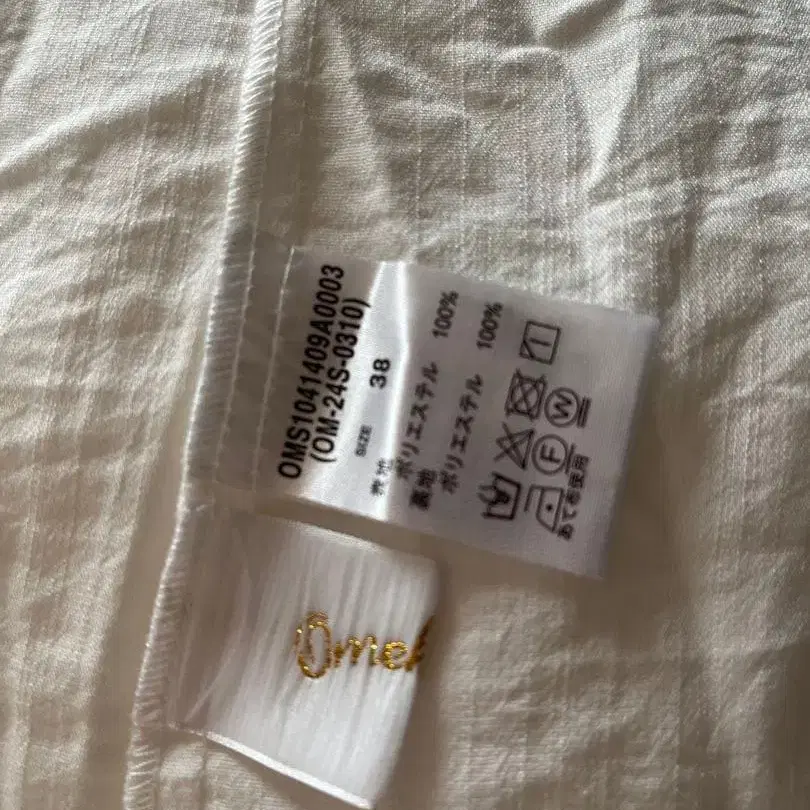 OMS1041409A0003
(OM-24S-0310)
SIZE 38
表地
ポリエステル 100%
裏地
ポリエステル 100%
F W
あて布使用
Ome